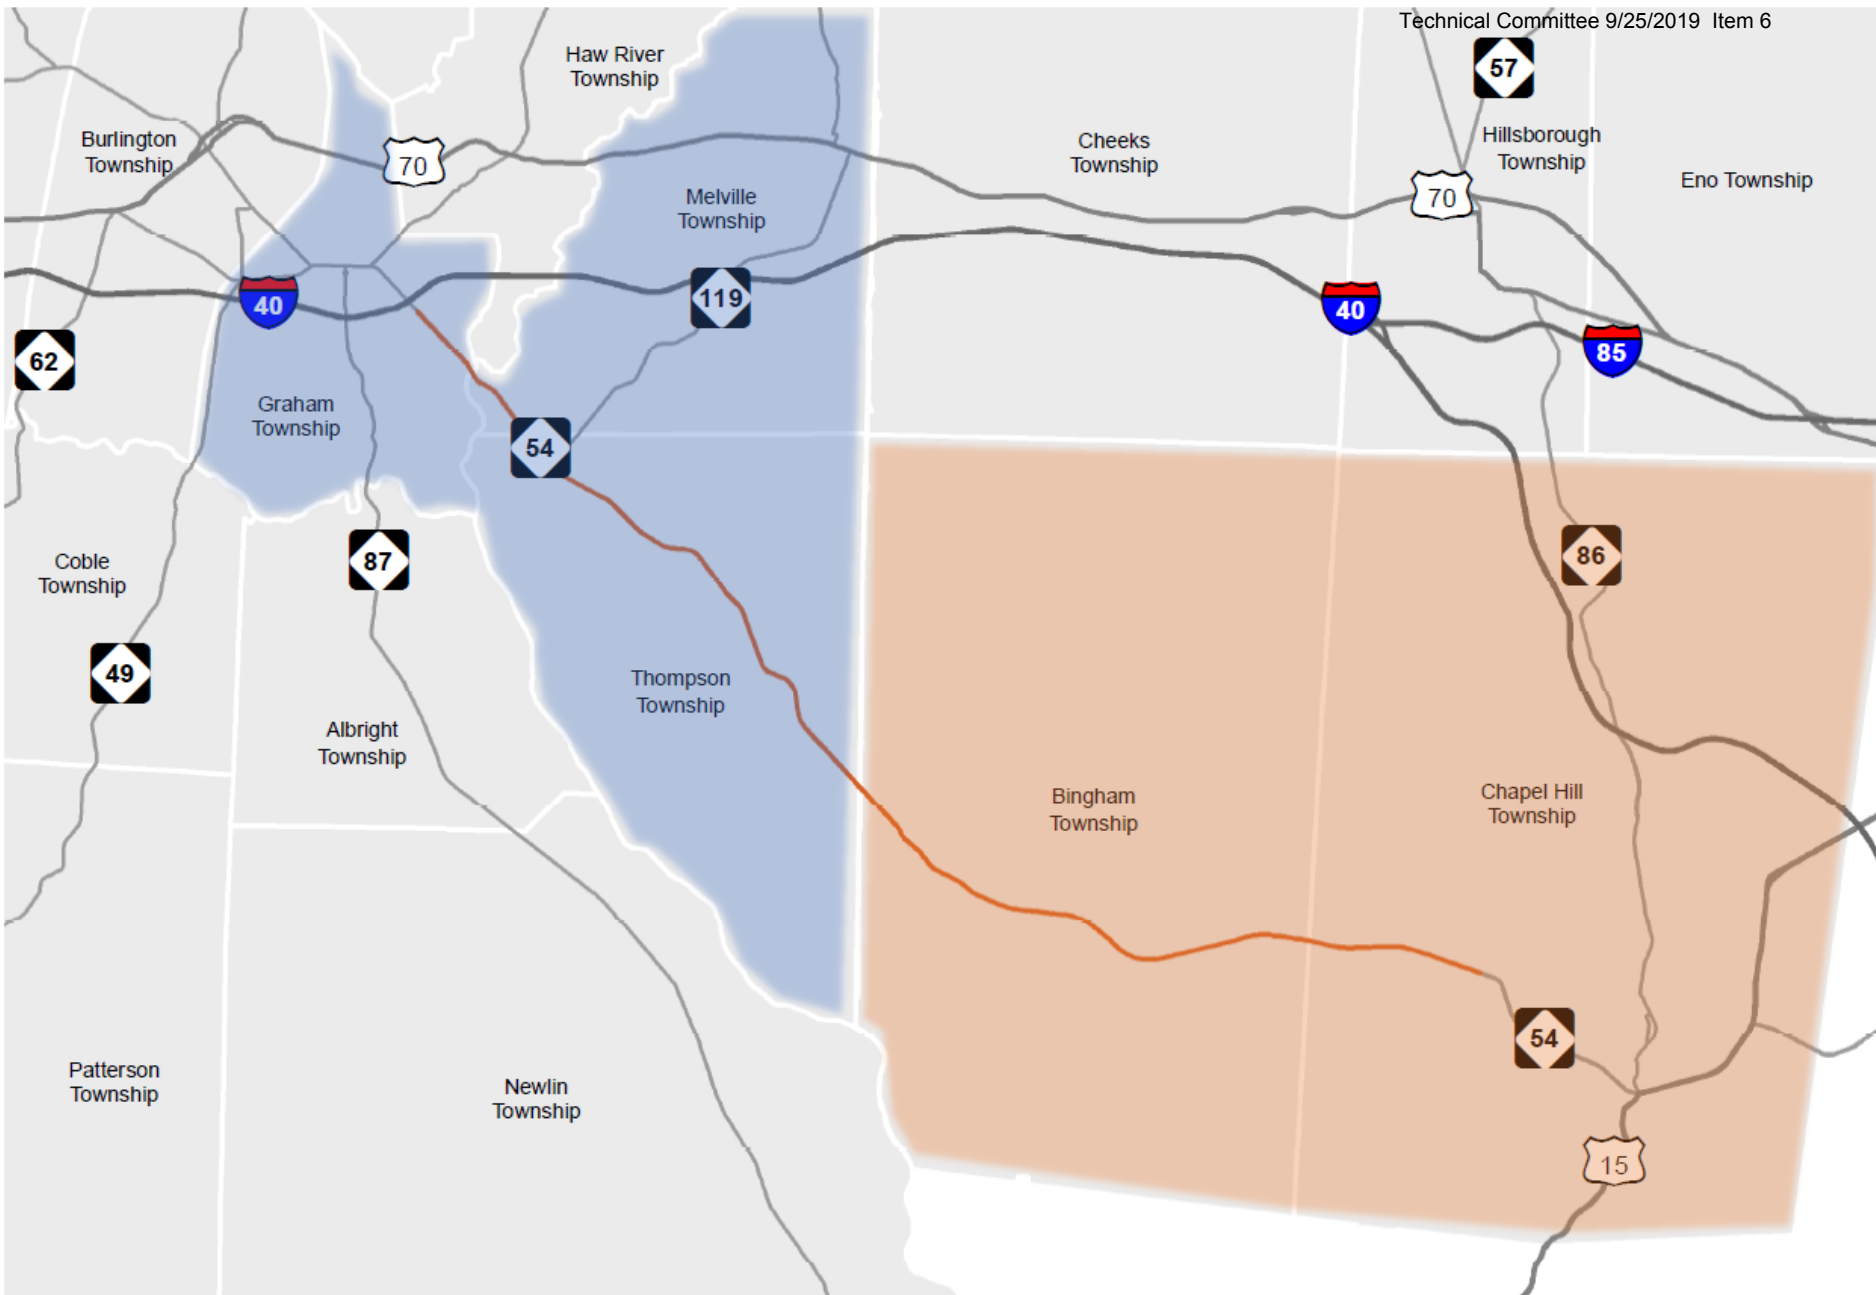 Technical Committee 9/25/2019 Item 6
57
Haw River
Township
Burlington
Township
70
Cheeks
Township
Hillsborough
Township
Eno Township
70
Melville
Township
40
119
40
85
62
Graham
Township
54
Coble
Township
87
86
49
Thompson
Township
Albright
Township
Bingham
Township
Chapel Hill
Township
54
Patterson
Township
Newlin
Township
15